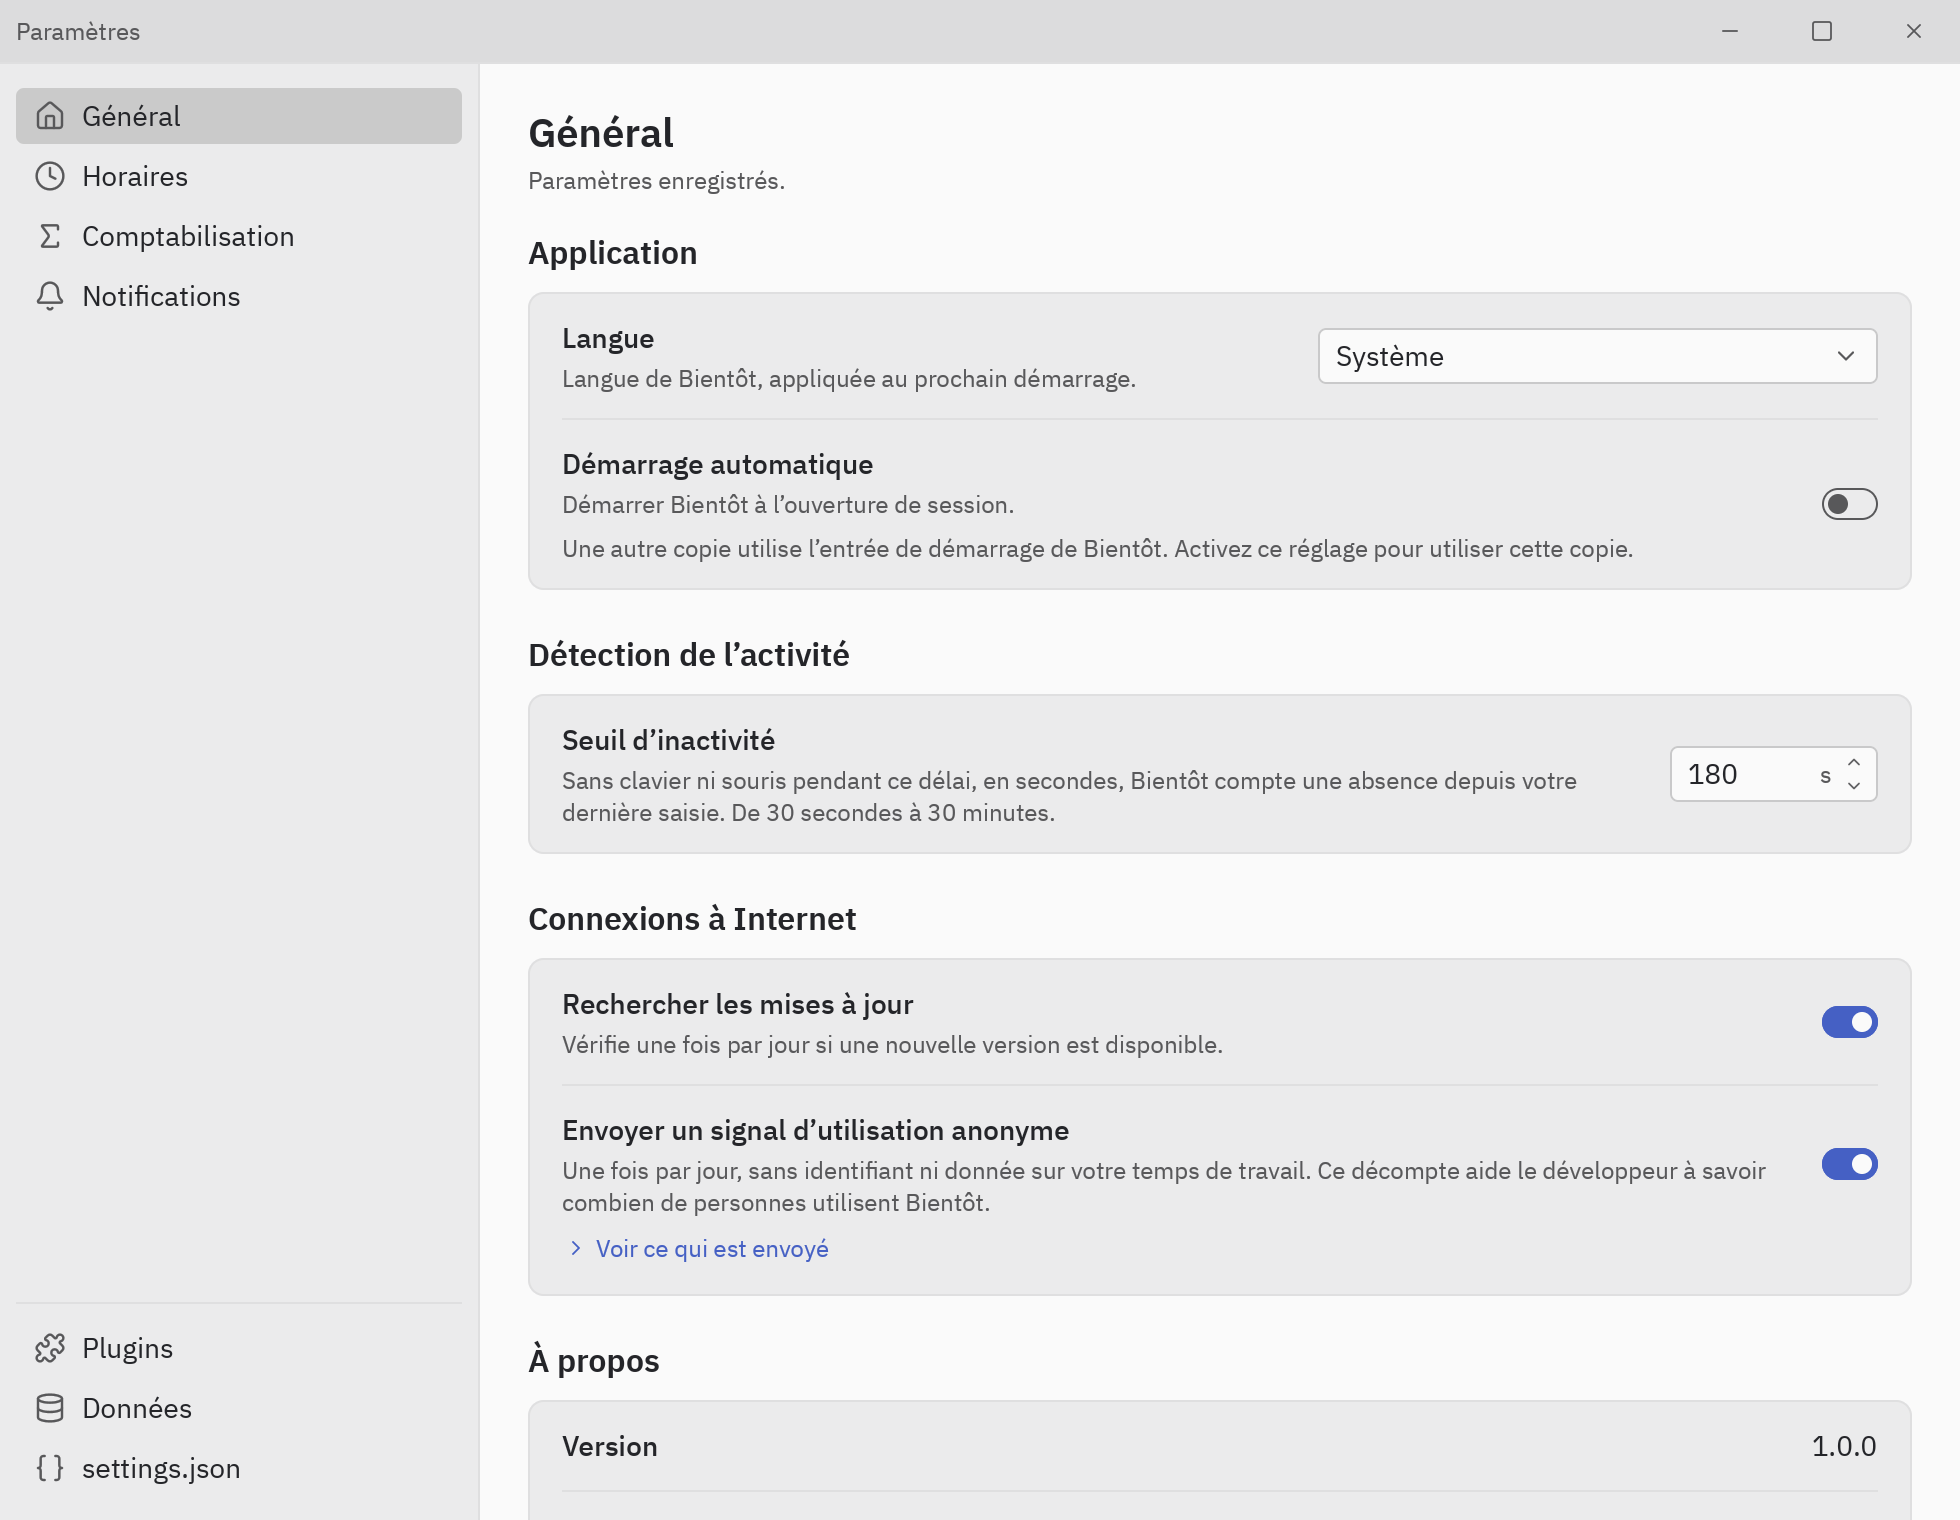 Paramètres
Général
Horaires
Comptabilisation
Notifications
Plugins
Données
settings.json
Général
Paramètres enregistrés.
Application
Langue
Langue de Bientôt, appliquée au prochain démarrage.
Système
Démarrage automatique
Démarrer Bientôt à l’ouverture de session.
Une autre copie utilise l’entrée de démarrage de Bientôt. Activez ce réglage pour utiliser cette copie.
Détection de l’activité
Seuil d’inactivité
Sans clavier ni souris pendant ce délai, en secondes, Bientôt compte une absence depuis votre
dernière saisie. De 30 secondes à 30 minutes.
180 s
Connexions à Internet
Rechercher les mises à jour
Vérifie une fois par jour si une nouvelle version est disponible.
Envoyer un signal d’utilisation anonyme
Une fois par jour, sans identifiant ni donnée sur votre temps de travail. Ce décompte aide le développeur à savoir
combien de personnes utilisent Bientôt.
Voir ce qui est envoyé
À propos
Version
1.0.0